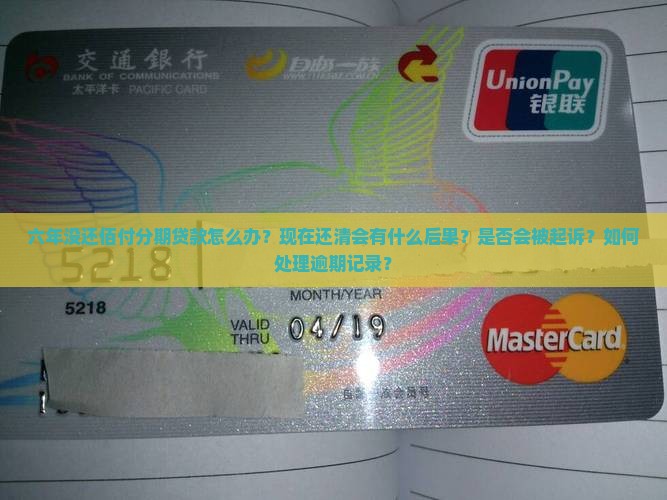 交通銀行
BANK OF COMMUNICATIONS
太平洋卡 PACIFIC CARD
自由一族
UnionPay
银联
六年没还佰付分期贷款怎么办？现在还清会有什么后果？是否会被起诉？如何
处理逾期记录？
5218
5218
MONTH/YEAR
VALID
THRU
04/19
MasterCard